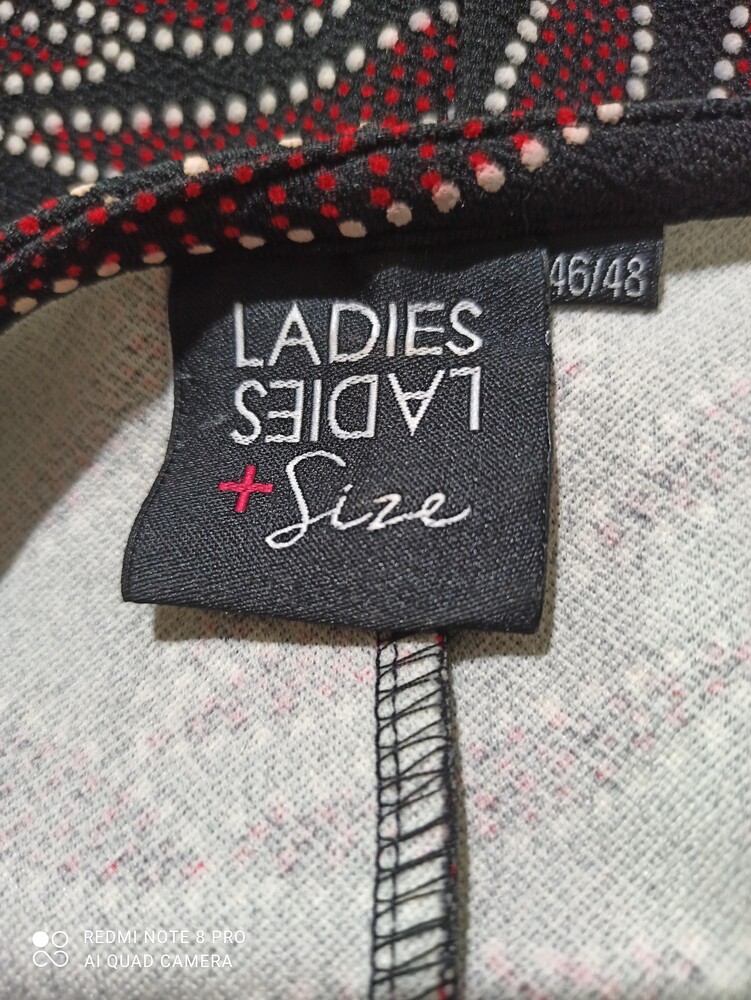 46/48
LADIES
LADIES
+Size
REDMI NOTE 8 PRO
AI QUAD CAMERA